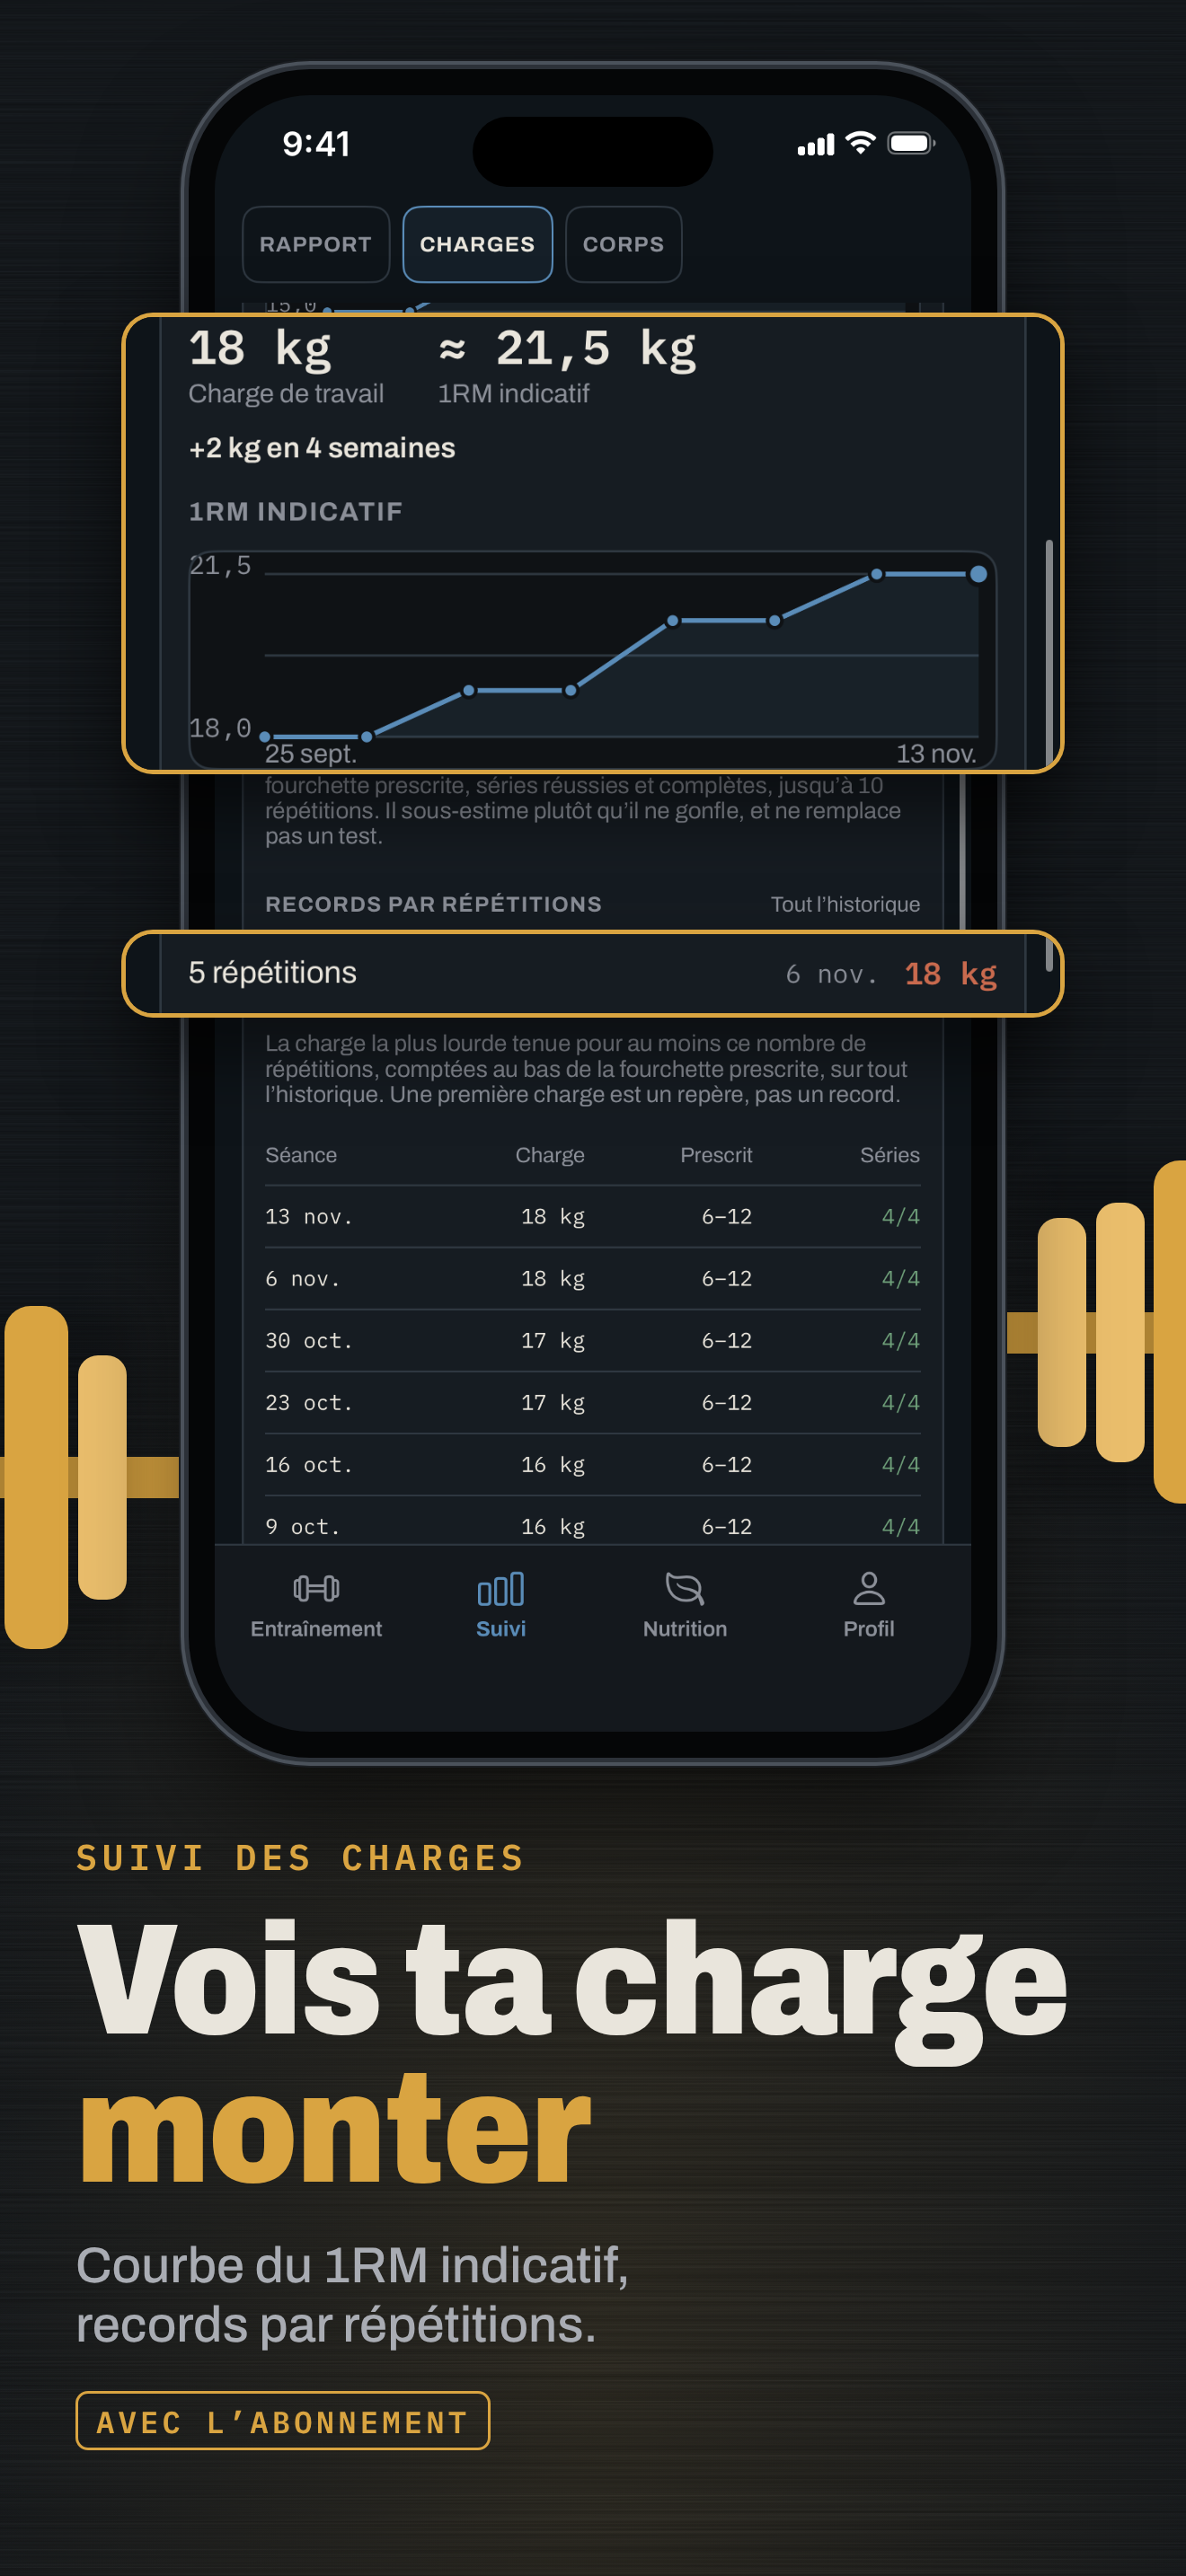 9:41
RAPPORT CHARGES CORPS
15,0
18 kg ≈ 21,5 kg
Charge de travail 1RM indicatif
+2 kg en 4 semaines
1RM INDICATIF
21,5
18,0
25 sept. 13 nov.
fourchette prescrite, séries réussies et complètes, jusqu’à 10
répétitions. Il sous-estime plutôt qu’il ne gonfle, et ne remplace
pas un test.
RECORDS PAR RÉPÉTITIONS Tout l’historique
5 répétitions 6 nov. 18 kg
La charge la plus lourde tenue pour au moins ce nombre de
répétitions, comptées au bas de la fourchette prescrite, sur tout
l’historique. Une première charge est un repère, pas un record.
Séance Charge Prescrit Séries
13 nov. 18 kg 6–12 4/4
6 nov. 18 kg 6–12 4/4
30 oct. 17 kg 6–12 4/4
23 oct. 17 kg 6–12 4/4
16 oct. 16 kg 6–12 4/4
9 oct. 16 kg 6–12 4/4
Entraînement Suivi Nutrition Profil
SUIVI DES CHARGES
Vois ta charge
monter
Courbe du 1RM indicatif,
records par répétitions.
AVEC L’ABONNEMENT